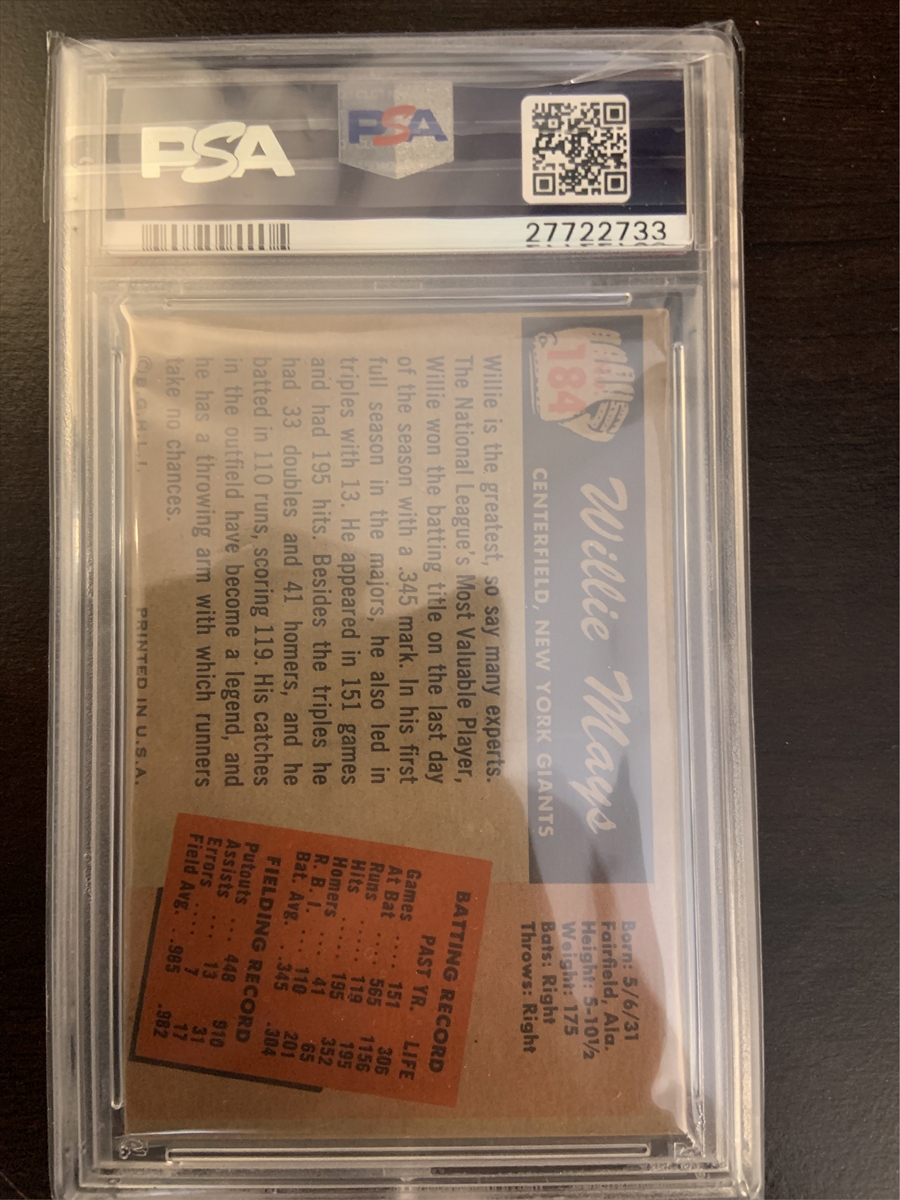 PSA
PSA
27722733
184
Willie Mays
CENTERFIELD, NEW YORK GIANTS
Born: 5/6/31
Fairfield, Ala.
Height: 5-10½
Weight: 175
Bats: Right
Throws: Right
Willie is the greatest, so say many experts.
The National League's Most Valuable Player,
Willie won the batting title on the last day
of the season with a .345 mark. In his first
full season in the majors, he also led in
triples with 13. He appeared in 151 games
and had 195 hits. Besides the triples he
had 33 doubles and 41 homers, and he
batted in 110 runs, scoring 119. His catches
in the outfield have become a legend, and
he has a throwing arm with which runners
take no chances.
PRINTED IN U.S.A.
BATTING RECORD
PAST YR. LIFE
Games .... 151 306
At Bat .... 565 1156
Runs ..... 119 195
Hits ...... 195 352
Homers .... 41 65
R. B. I. .... 110 201
Bat. Avg. ... .345 .304
FIELDING RECORD
Putouts .... 448 910
Assists .... 13 31
Errors ..... 7 17
Field Avg. .... .985 .982